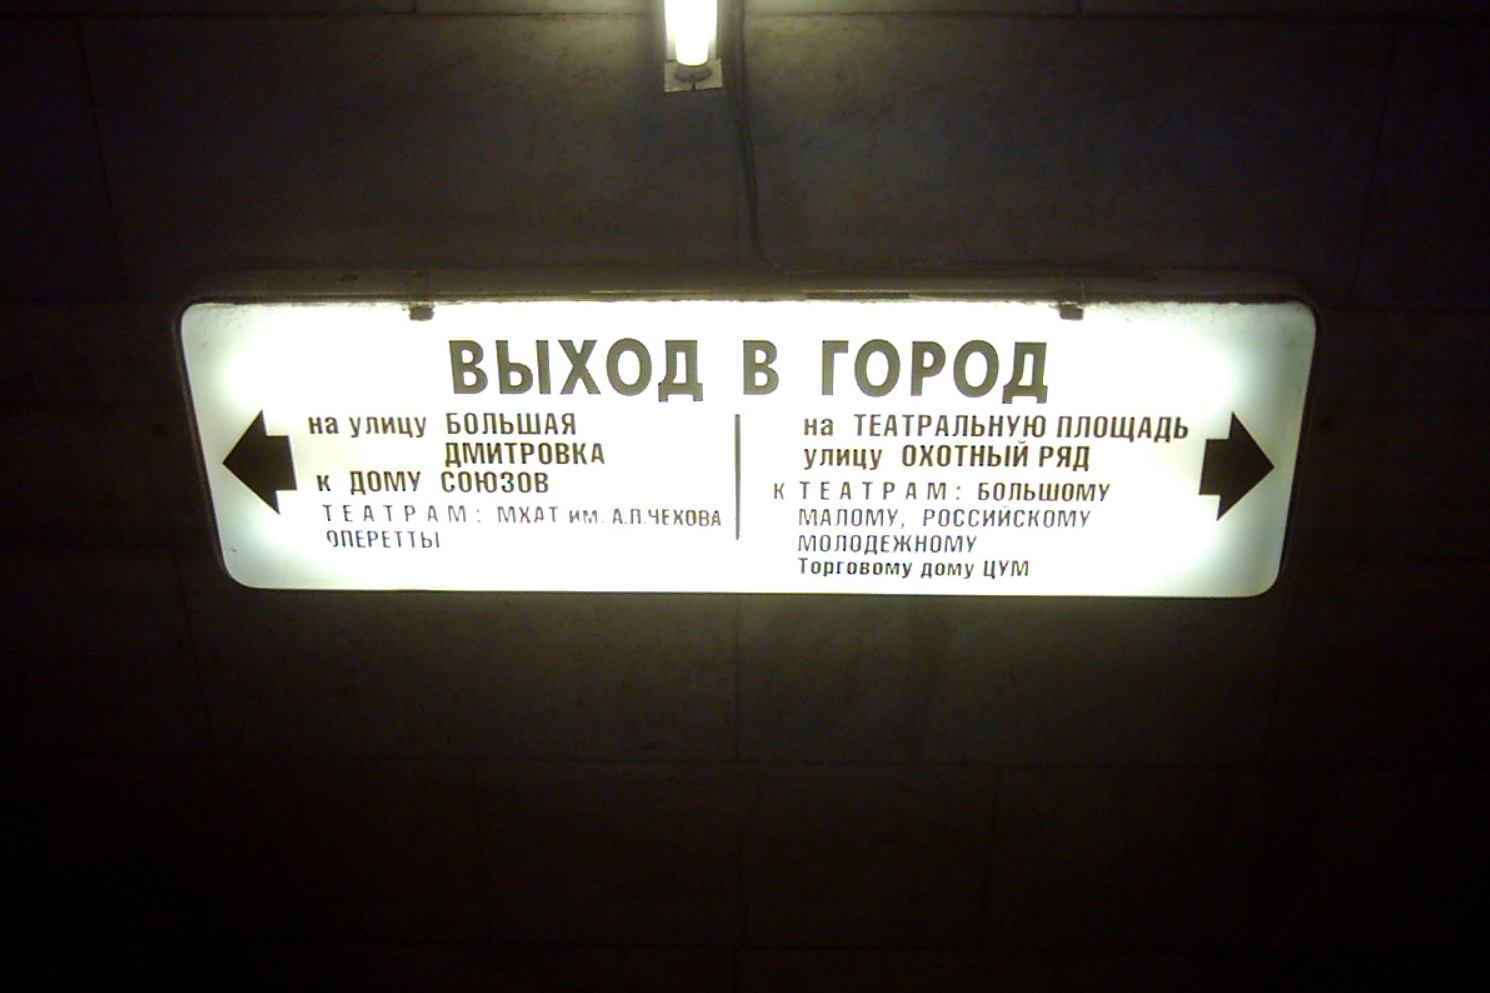 ВЫХОД В ГОРОД
на улицу БОЛЬШАЯ
ДМИТРОВКА
к ДОМУ СОЮЗОВ
ТЕАТРАМ: МХАТ им. А.П.ЧЕХОВА
ОПЕРЕТТЫ
на ТЕАТРАЛЬНУЮ ПЛОЩАДЬ
улицу ОХОТНЫЙ РЯД
к ТЕАТРАМ: БОЛЬШОМУ
МАЛОМУ, РОССИЙСКОМУ
МОЛОДЕЖНОМУ
Торговому дому ЦУМ